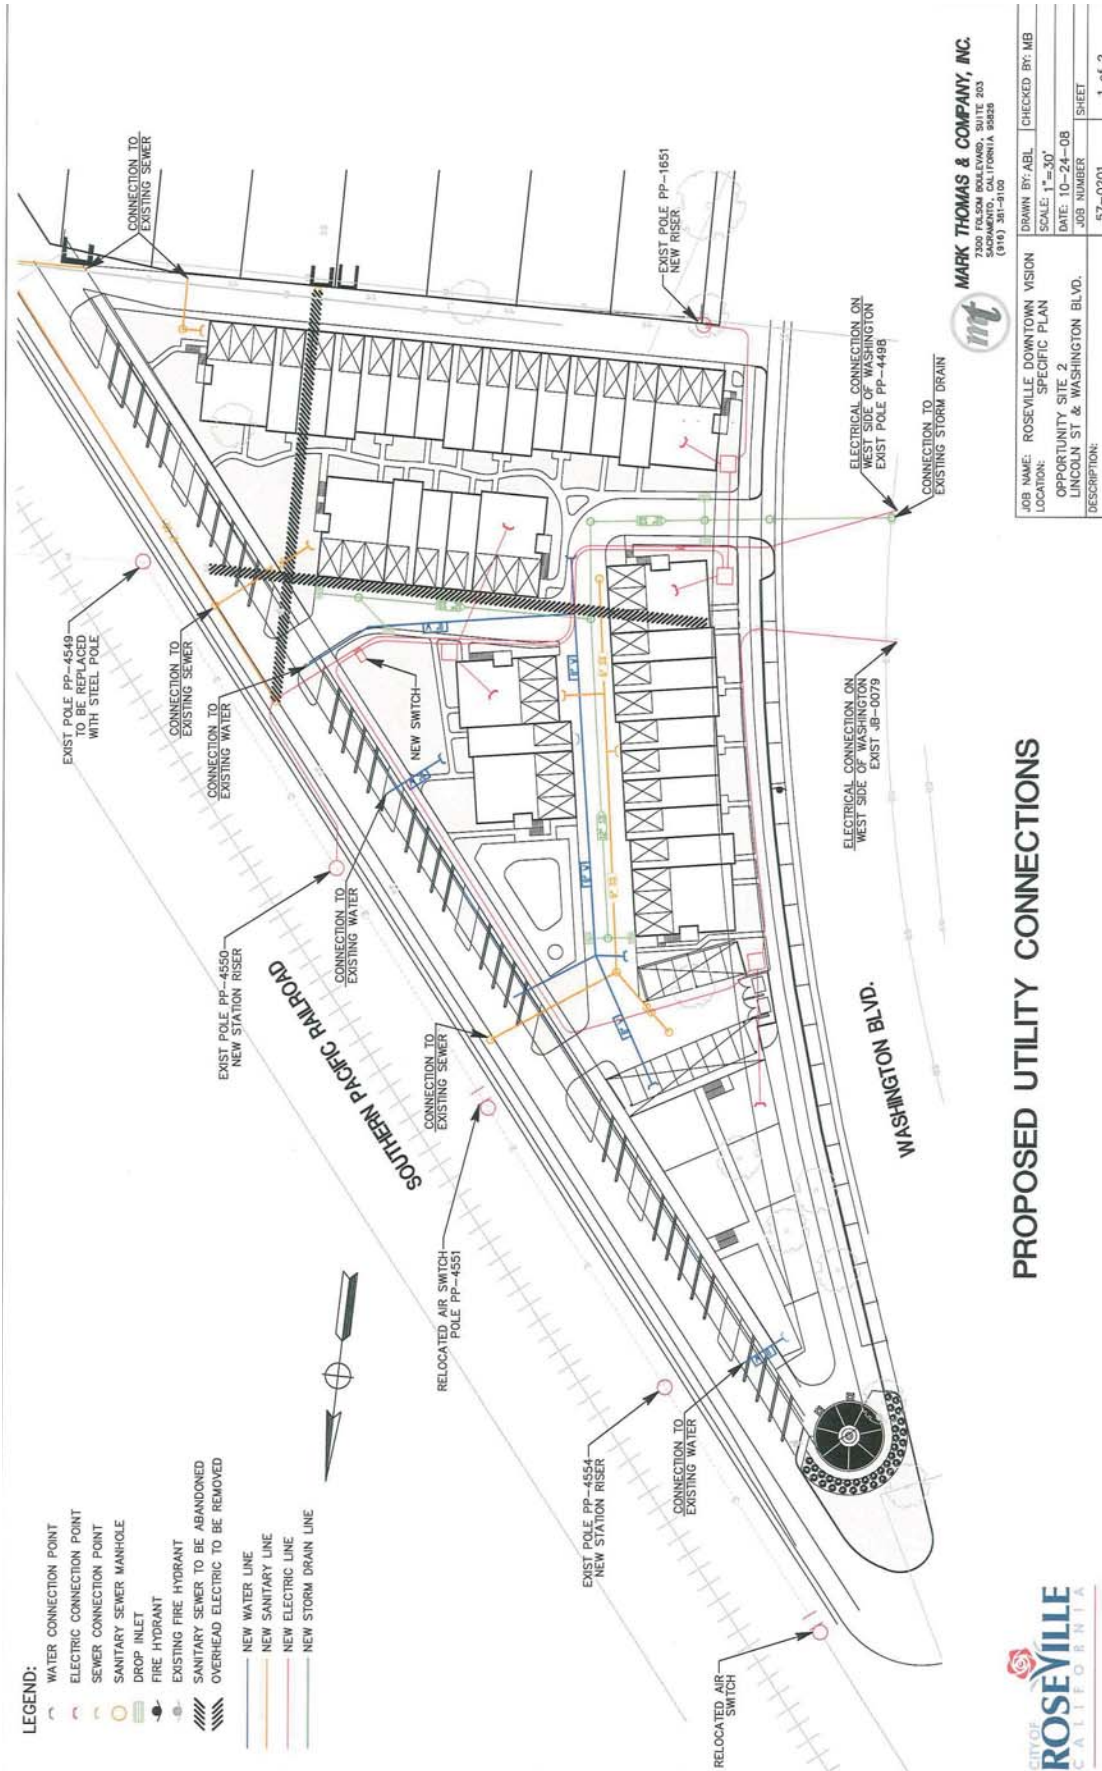 LEGEND:
WATER CONNECTION POINT
ELECTRIC CONNECTION POINT
SEWER CONNECTION POINT
SANITARY SEWER MANHOLE
DROP INLET
FIRE HYDRANT
EXISTING FIRE HYDRANT
SANITARY SEWER TO BE ABANDONED
OVERHEAD ELECTRIC TO BE REMOVED
NEW WATER LINE
NEW SANITARY LINE
NEW ELECTRIC LINE
NEW STORM DRAIN LINE
CONNECTION TO
EXISTING SEWER
EXIST POLE PP-4549
TO BE REPLACED
WITH STEEL POLE
CONNECTION TO
EXISTING SEWER
CONNECTION TO
EXISTING WATER
NEW SWITCH
EXIST POLE PP-4550
NEW STATION RISER
CONNECTION TO
EXISTING WATER
SOUTHERN PACIFIC RAILROAD
CONNECTION TO
EXISTING SEWER
RELOCATED AIR SWITCH
POLE PP-4551
EXIST POLE PP-4554
NEW STATION RISER
CONNECTION TO
EXISTING WATER
RELOCATED AIR
SWITCH
EXIST POLE PP-1651
NEW RISER
ELECTRICAL CONNECTION ON
WEST SIDE OF WASHINGTON
EXIST POLE PP-4498
CONNECTION TO
EXISTING STORM DRAIN
ELECTRICAL CONNECTION ON
WEST SIDE OF WASHINGTON
EXIST JB-0079
WASHINGTON BLVD.
PROPOSED UTILITY CONNECTIONS
CITY OF
ROSEVILLE
CALIFORNIA
mt
MARK THOMAS & COMPANY, INC.
7300 FOLSOM BOULEVARD, SUITE 203
SACRAMENTO, CALIFORNIA 95826
(916) 381-9100
JOB NAME: ROSEVILLE DOWNTOWN VISION
LOCATION: SPECIFIC PLAN
OPPORTUNITY SITE 2
LINCOLN ST & WASHINGTON BLVD.
DESCRIPTION:
DRAWN BY: ABL
CHECKED BY: MB
SCALE: 1"=30'
DATE: 10-24-08
JOB NUMBER
SHEET